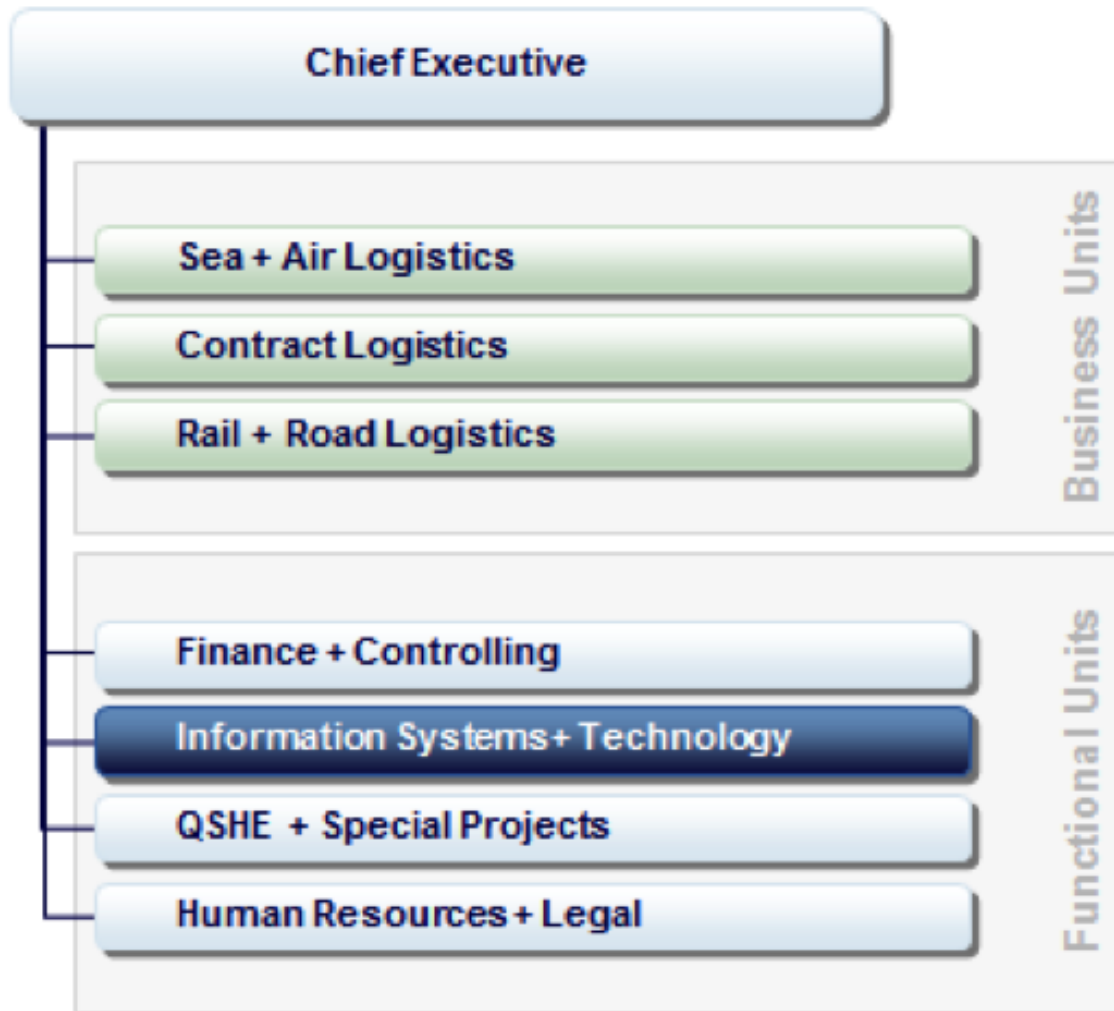 Chief Executive
Sea + Air Logistics
Contract Logistics
Rail + Road Logistics
Business Units
Finance + Controlling
Information Systems+ Technology
QSHE + Special Projects
Human Resources + Legal
Functional Units